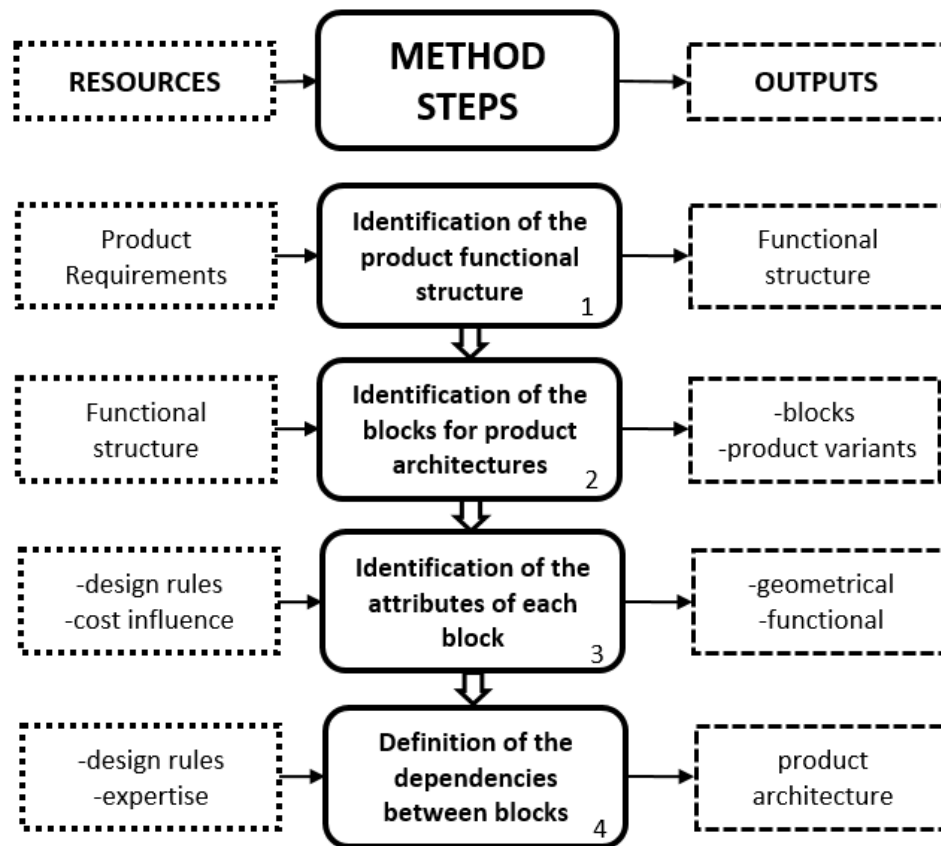 RESOURCES
METHOD
STEPS
OUTPUTS
Product
Requirements
Identification of the
product functional
structure
1
Functional
structure
Functional
structure
Identification of the
blocks for product
architectures
2
-blocks
-product variants
-design rules
-cost influence
Identification of the
attributes of each
block
3
-geometrical
-functional
-design rules
-expertise
Definition of the
dependencies
between blocks
4
product
architecture